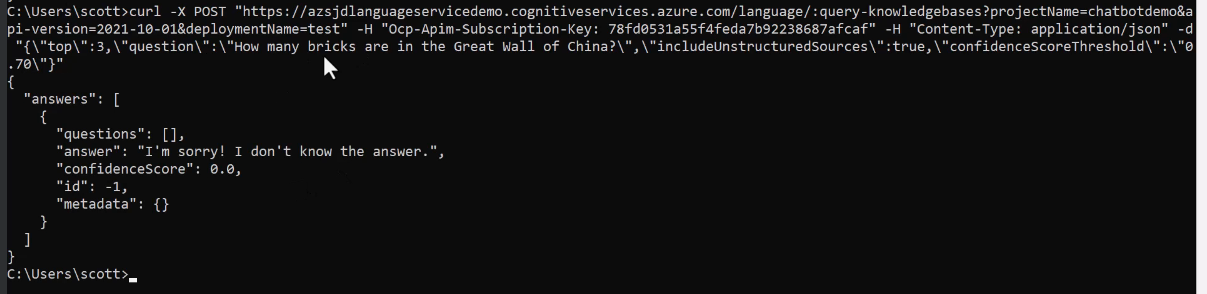 C:\Users\scott>curl -X POST "https://azsjdlanguageservicedemo.cognitiveservices.azure.com/language/:query-knowledgebases?projectName=chatbotdemo&a
pi-version=2021-10-01&deploymentName=test" -H "Ocp-Apim-Subscription-Key: 78fd0531a55f4feda7b92238687afcaf" -H "Content-Type: application/json" -d
"{\"top\":3,\"question\":\"How many bricks are in the Great Wall of China?\",\"includeUnstructuredSources\":true,\"confidenceScoreThreshold\":\"0
.70\"}"
{
"answers": [
{
"questions": [],
"answer": "I'm sorry! I don't know the answer.",
"confidenceScore": 0.0,
"id": -1,
"metadata": {}
}
]
}
C:\Users\scott>